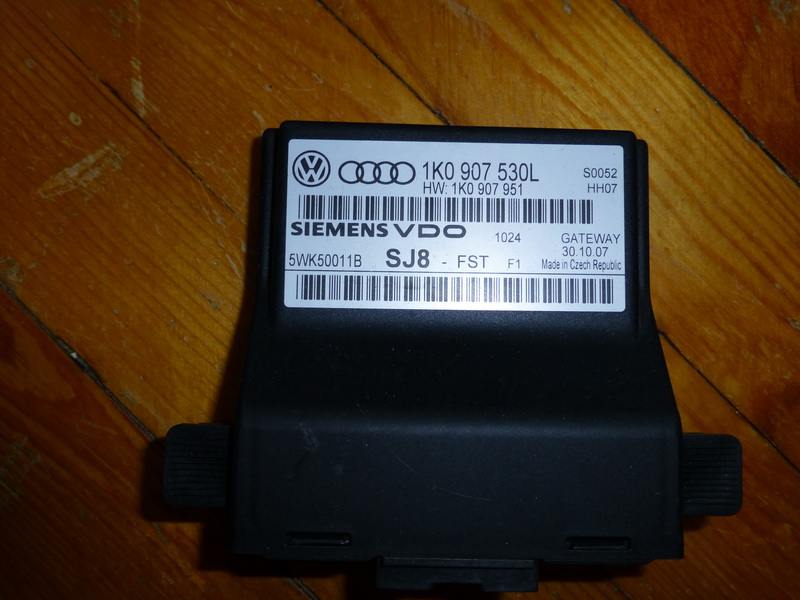 1K0 907 530L S0052
HW: 1K0 907 951 HH07
SIEMENS VDO 1024 GATEWAY
30.10.07
5WK50011B SJ8 - FST F1 Made in Czech Republic